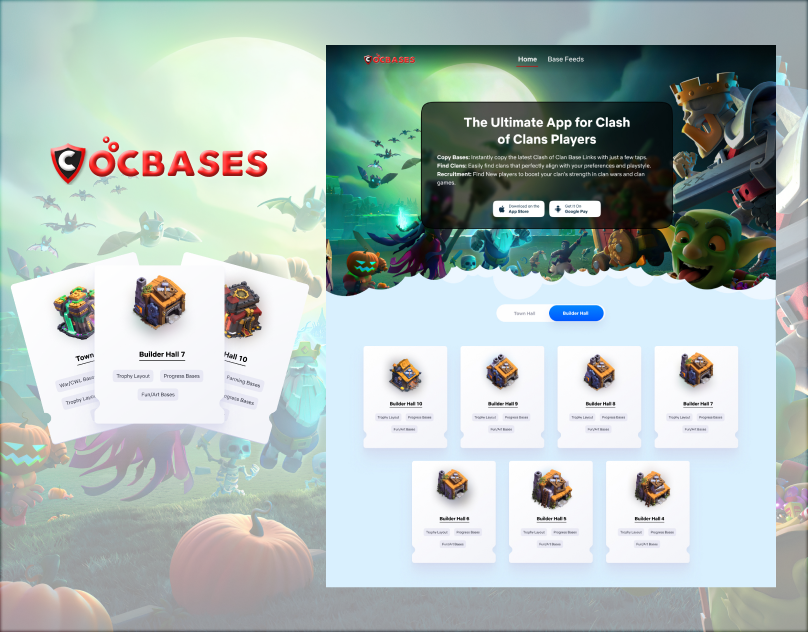 COCBASES
Town
War/CWL Base
Trophy Layou
Builder Hall 7
Trophy Layout
Progress Bases
Fun/Art Bases
Hall 10
Farming Bases
ogress Bases
COCBASES
Home
Base Feeds
The Ultimate App for Clash
of Clans Players
Copy Bases: Instantly copy the latest Clash of Clan Base Links with just a few taps.
Find Clans: Easily find clans that perfectly align with your preferences and playstyle.
Recruitment: Find New players to boost your clan's strength in clan wars and clan
games.
Download on the
App Store
Get It On
Google Pay
Town Hall
Builder Hall
Builder Hall 10
Trophy Layout
Progress Bases
Fun/Art Bases
Builder Hall 9
Trophy Layout
Progress Bases
Fun/Art Bases
Builder Hall 8
Trophy Layout
Progress Bases
Fun/Art Bases
Builder Hall 7
Trophy Layout
Progress Bases
Fun/Art Bases
Builder Hall 6
Trophy Layout
Progress Bases
Fun/Art Bases
Builder Hall 5
Trophy Layout
Progress Bases
Fun/Art Bases
Builder Hall 4
Trophy Layout
Progress Bases
Fun/Art Bases